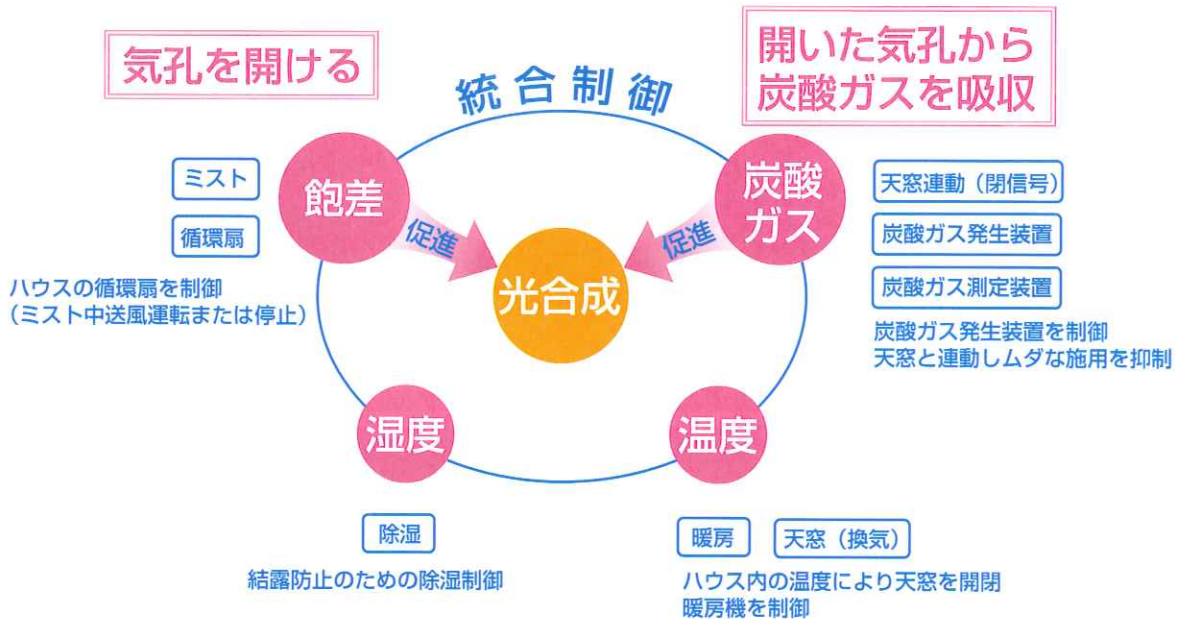 気孔を開ける
開いた気孔から
炭酸ガスを吸収
統合制御
飽差
促進
炭酸
ガス
促進
光合成
湿度
温度
ミスト
循環扇
ハウスの循環扇を制御
(ミスト中送風運転または停止)
天窓連動(閉信号)
炭酸ガス発生装置
炭酸ガス測定装置
炭酸ガス発生装置を制御
天窓と連動しムダな施用を抑制
除湿
結露防止のための除湿制御
暖房
天窓(換気)
ハウス内の温度により天窓を開閉
暖房機を制御